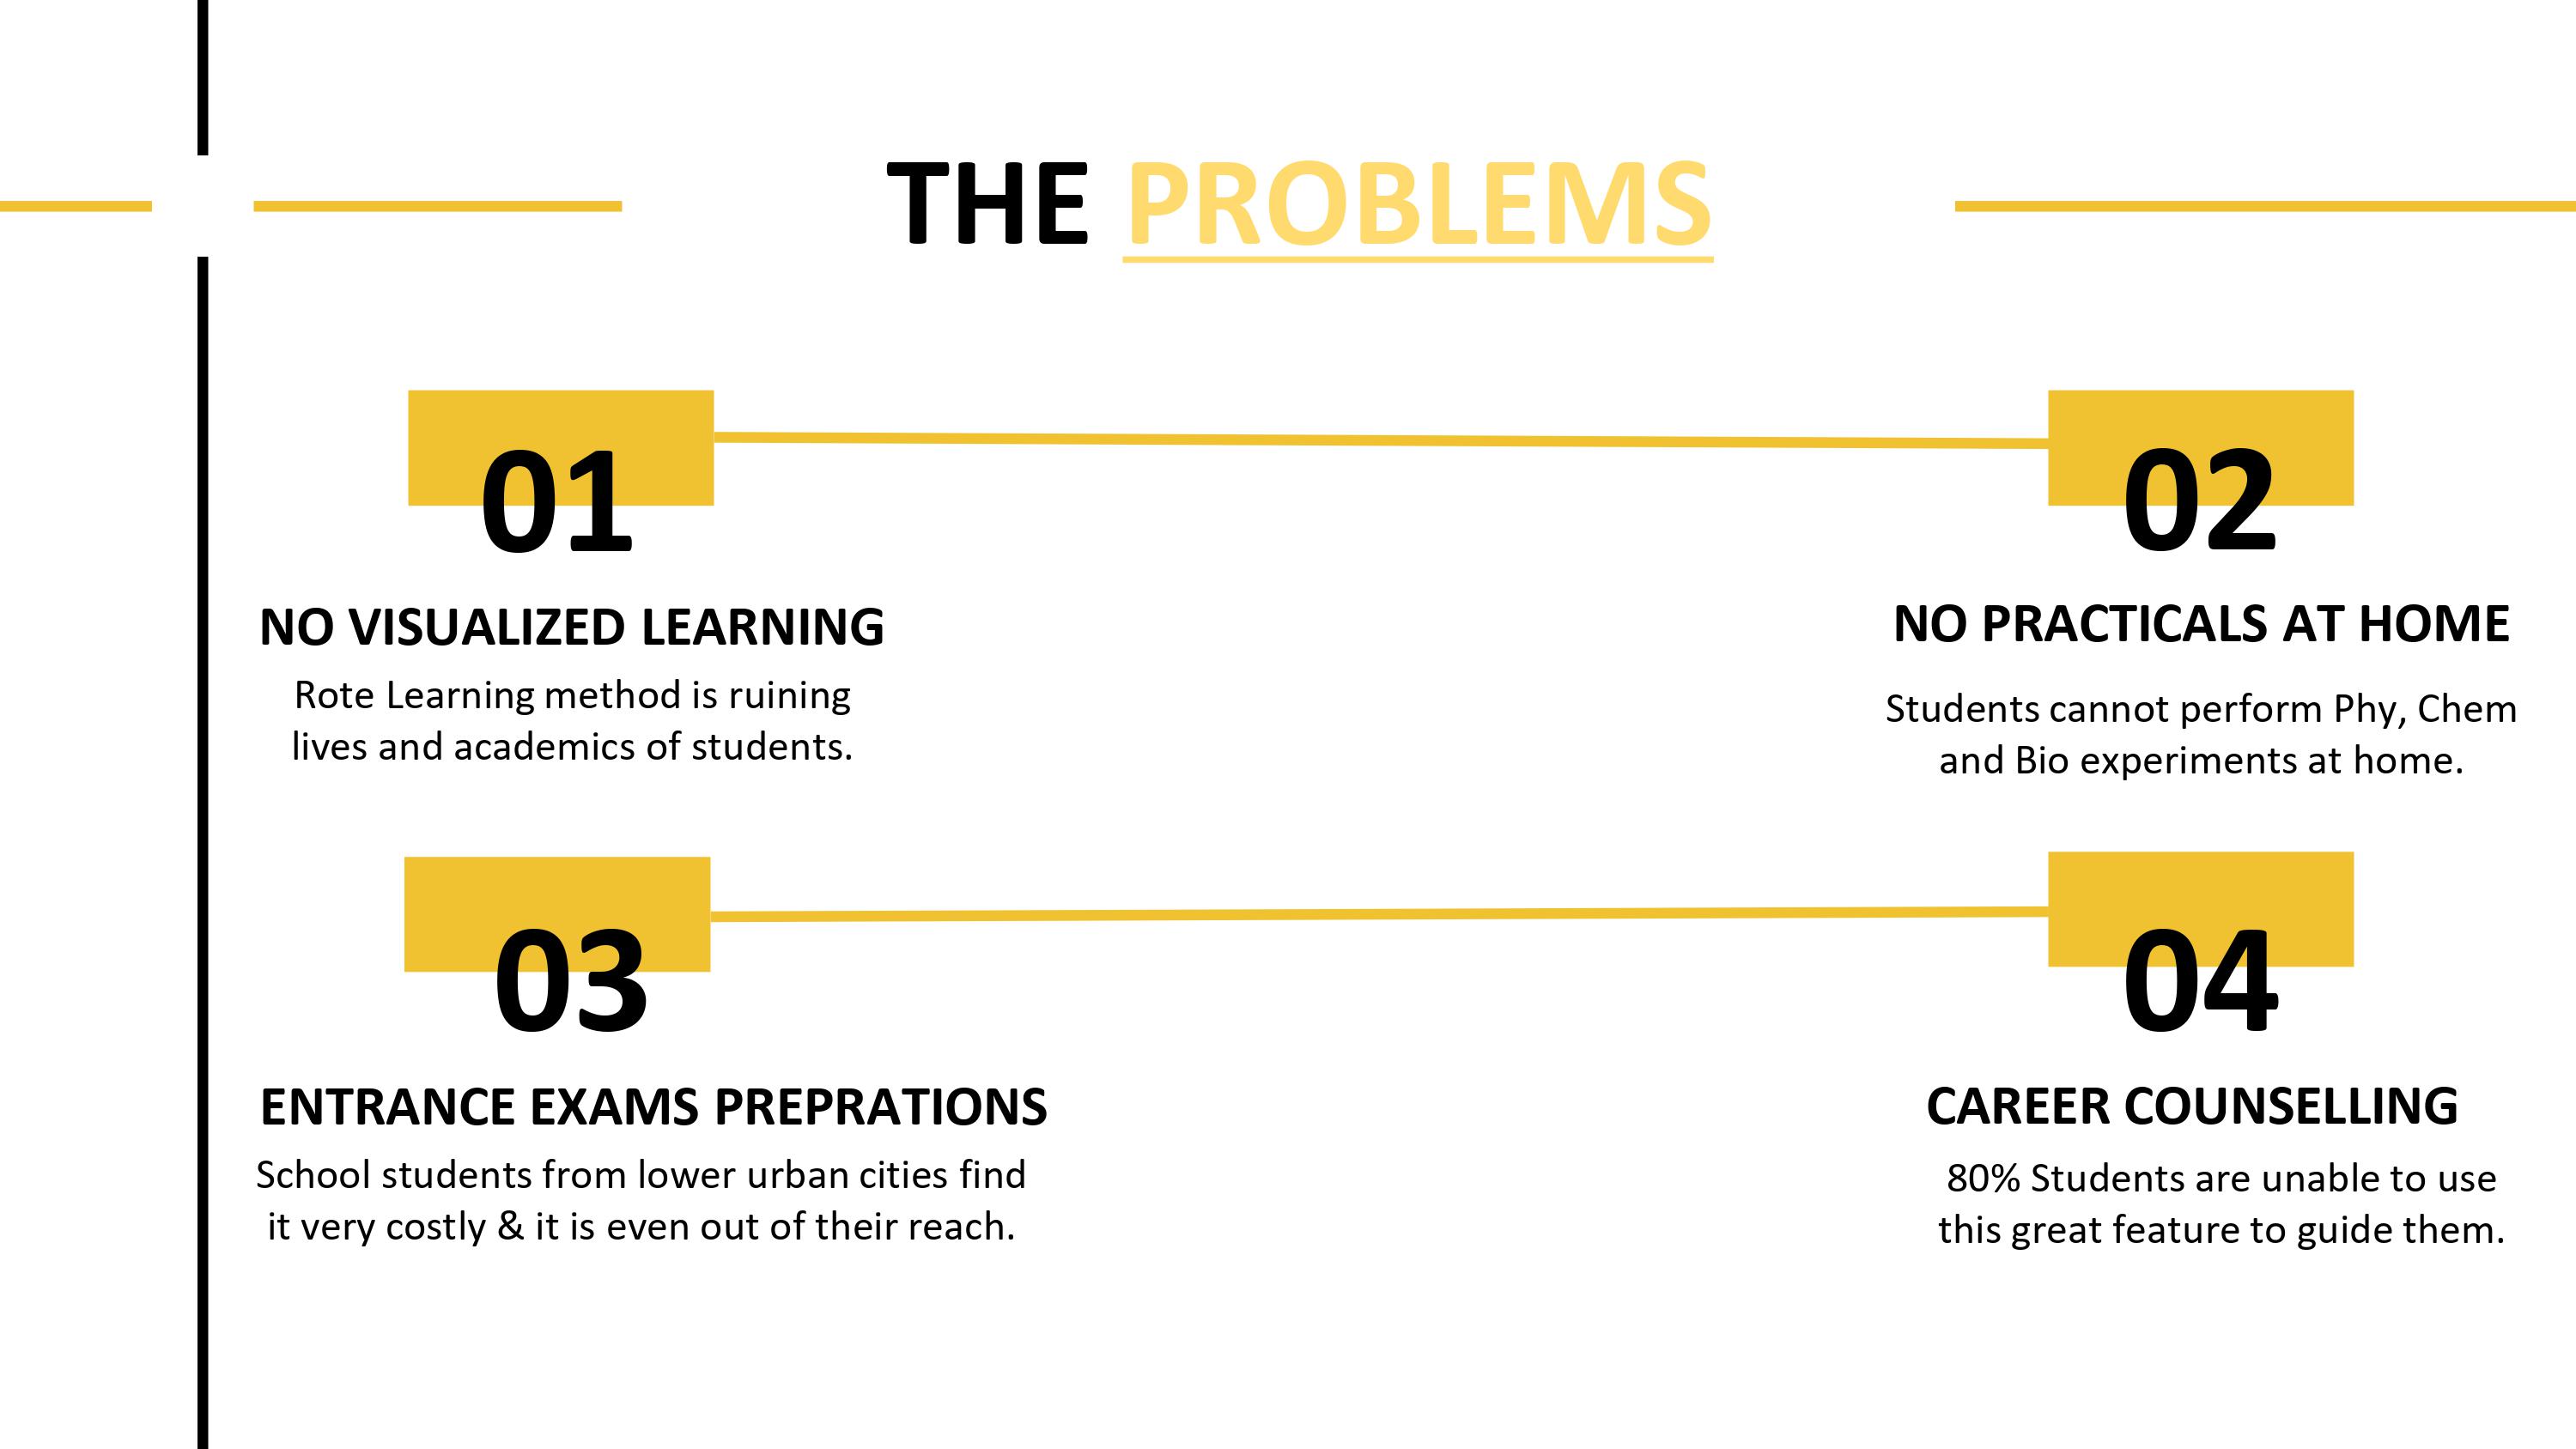 THE PROBLEMS
01
NO VISUALIZED LEARNING
Rote Learning method is ruining
lives and academics of students.
02
NO PRACTICALS AT HOME
Students cannot perform Phy, Chem
and Bio experiments at home.
03
ENTRANCE EXAMS PREPRATIONS
School students from lower urban cities find
it very costly & it is even out of their reach.
04
CAREER COUNSELLING
80% Students are unable to use
this great feature to guide them.